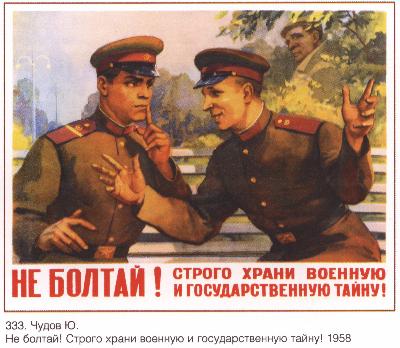 НЕ БОЛТАЙ!
СТРОГО ХРАНИ ВОЕННУЮ
И ГОСУДАРСТВЕННУЮ ТАЙНУ!
333. Чудов Ю.
Не болтай! Строго храни военную и государственную тайну! 1958